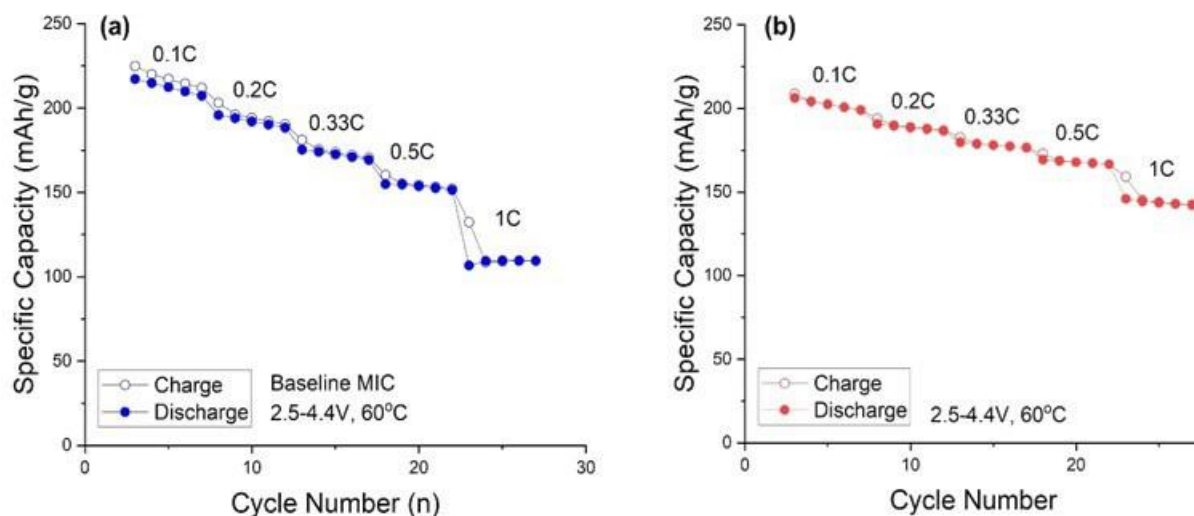 (a)
250
200
150
100
50
0
Specific Capacity (mAh/g)
0.1C
0.2C
0.33C
0.5C
1C
Charge
Discharge
Baseline MIC
2.5-4.4V, 60°C
0 10 20 30
Cycle Number (n)
(b)
250
200
150
100
50
0
Specific Capacity (mAh/g)
0.1C
0.2C
0.33C
0.5C
1C
Charge
Discharge
2.5-4.4V, 60°C
0 10 20
Cycle Number